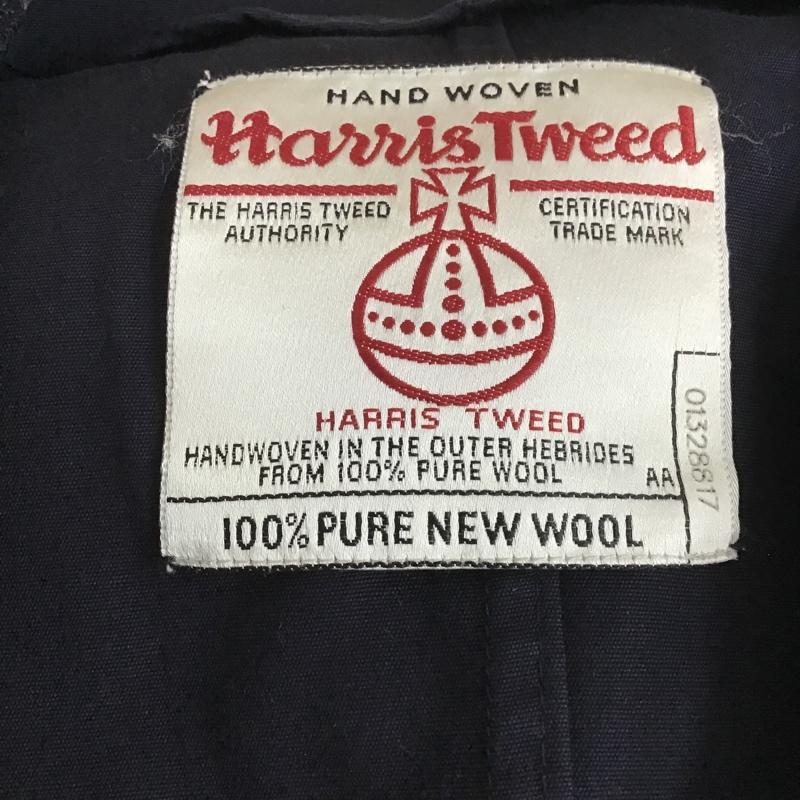 HAND WOVEN
Harris Tweed
THE HARRIS TWEED
AUTHORITY
CERTIFICATION
TRADE MARK
HARRIS TWEED
HANDWOVEN IN THE OUTER HEBRIDES
FROM 100% PURE WOOL
AA
01328817
100% PURE NEW WOOL